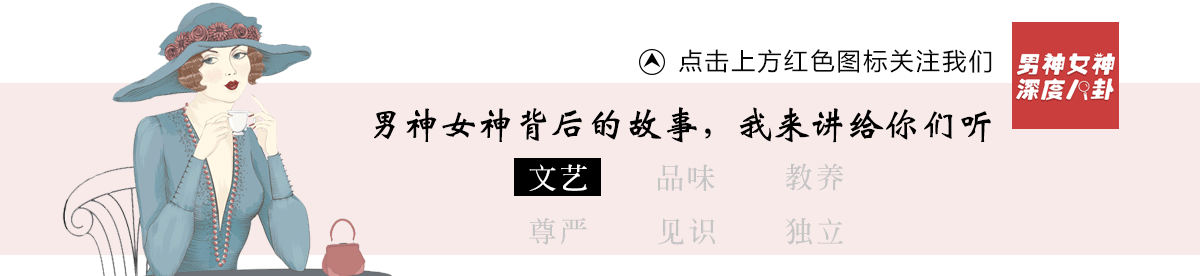 点击上方红色图标关注我们
男神女神
深度八卦
男神女神背后的故事，我来讲给你们听
文艺 品味 教养
尊严 见识 独立